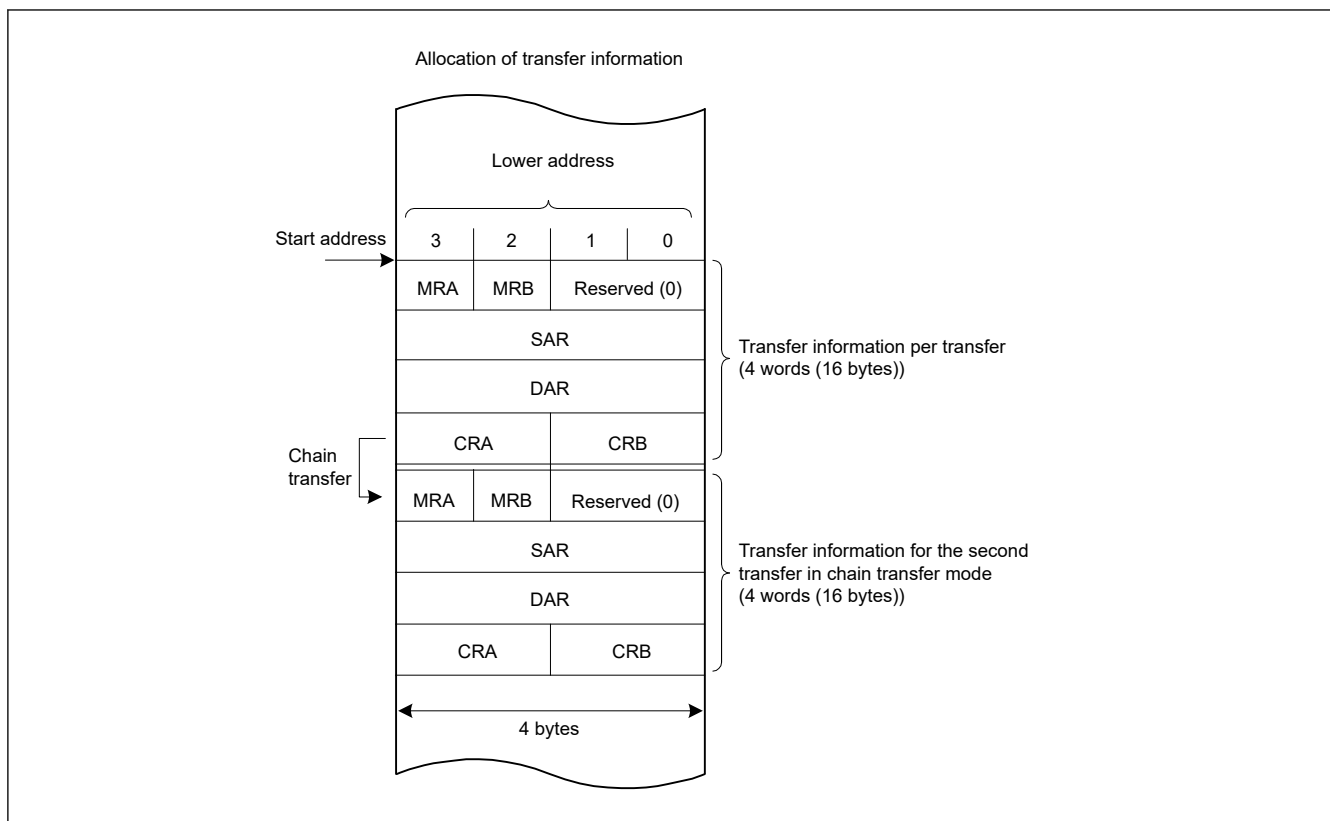 Allocation of transfer information
Lower address
Start address
3 2 1 0
MRA MRB Reserved (0)
SAR
DAR
CRA CRB
Transfer information per transfer
(4 words (16 bytes))
Chain
transfer
MRA MRB Reserved (0)
SAR
DAR
CRA CRB
Transfer information for the second
transfer in chain transfer mode
(4 words (16 bytes))
4 bytes